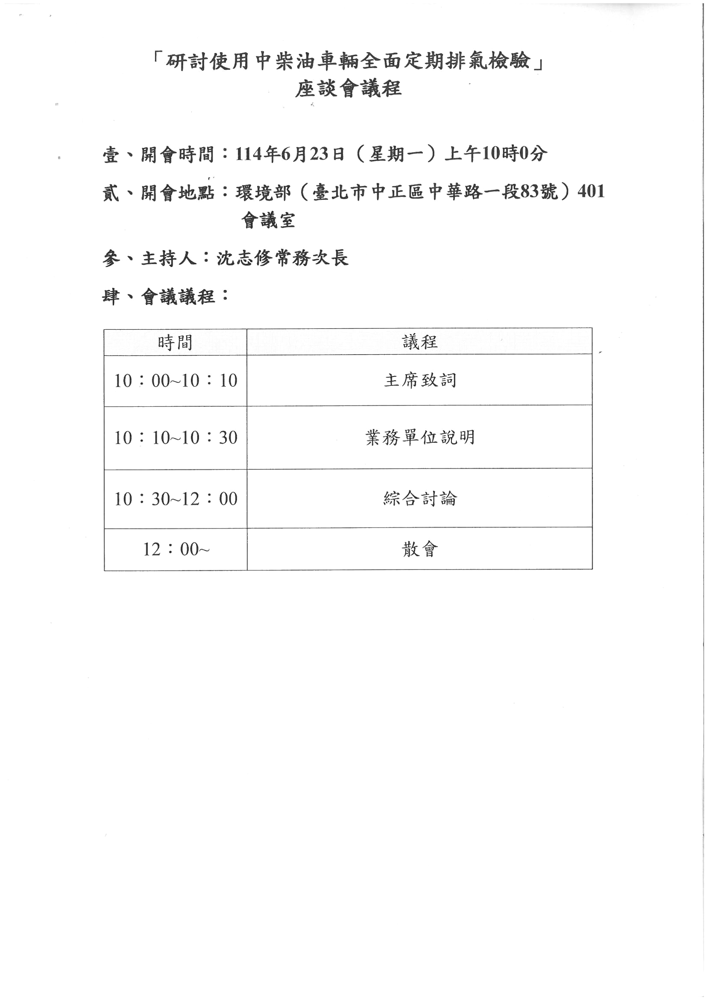 「研討使用中柴油車輛全面定期排氣檢驗」
座談會議程
壹、開會時間：114年6月23日（星期一）上午10時0分
貳、開會地點：環境部（臺北市中正區中華路一段83號）401
會議室
參、主持人：沈志修常務次長
肆、會議議程：
時間 議程
10：00~10：10 主席致詞
10：10~10：30 業務單位說明
10：30~12：00 綜合討論
12：00~ 散會